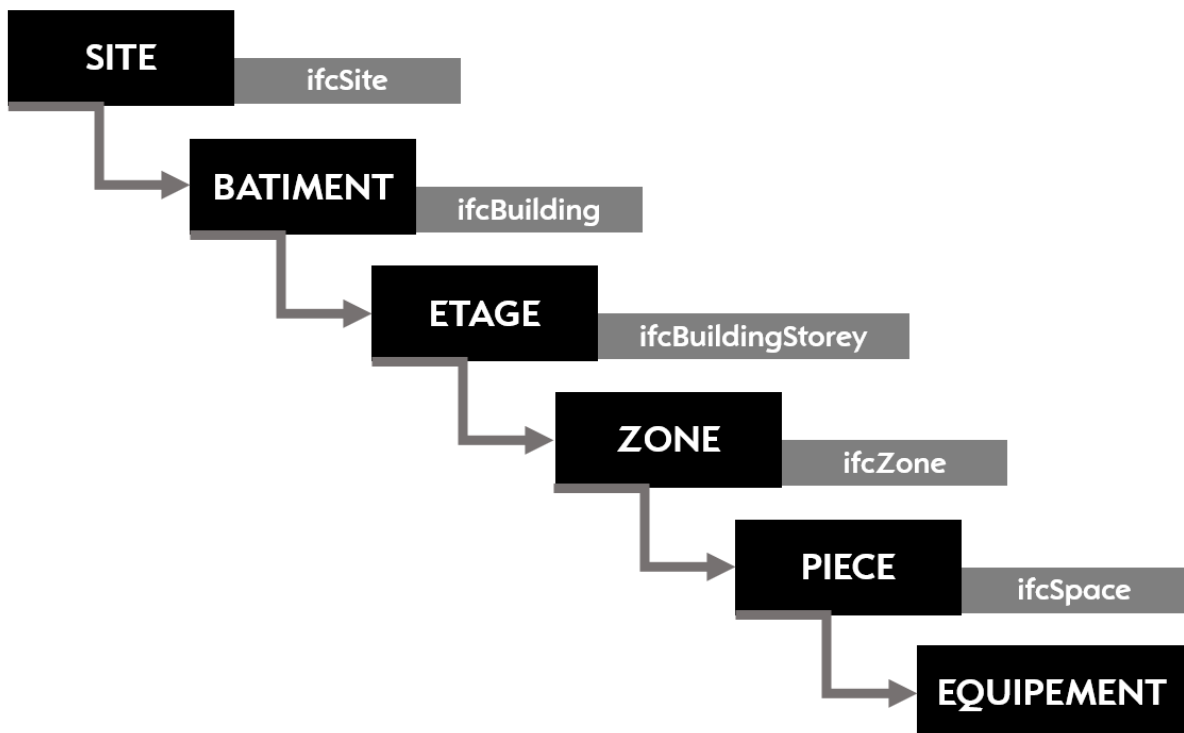 SITE
ifcSite
BATIMENT
ifcBuilding
ETAGE
ifcBuildingStorey
ZONE
ifcZone
PIECE
ifcSpace
EQUIPEMENT